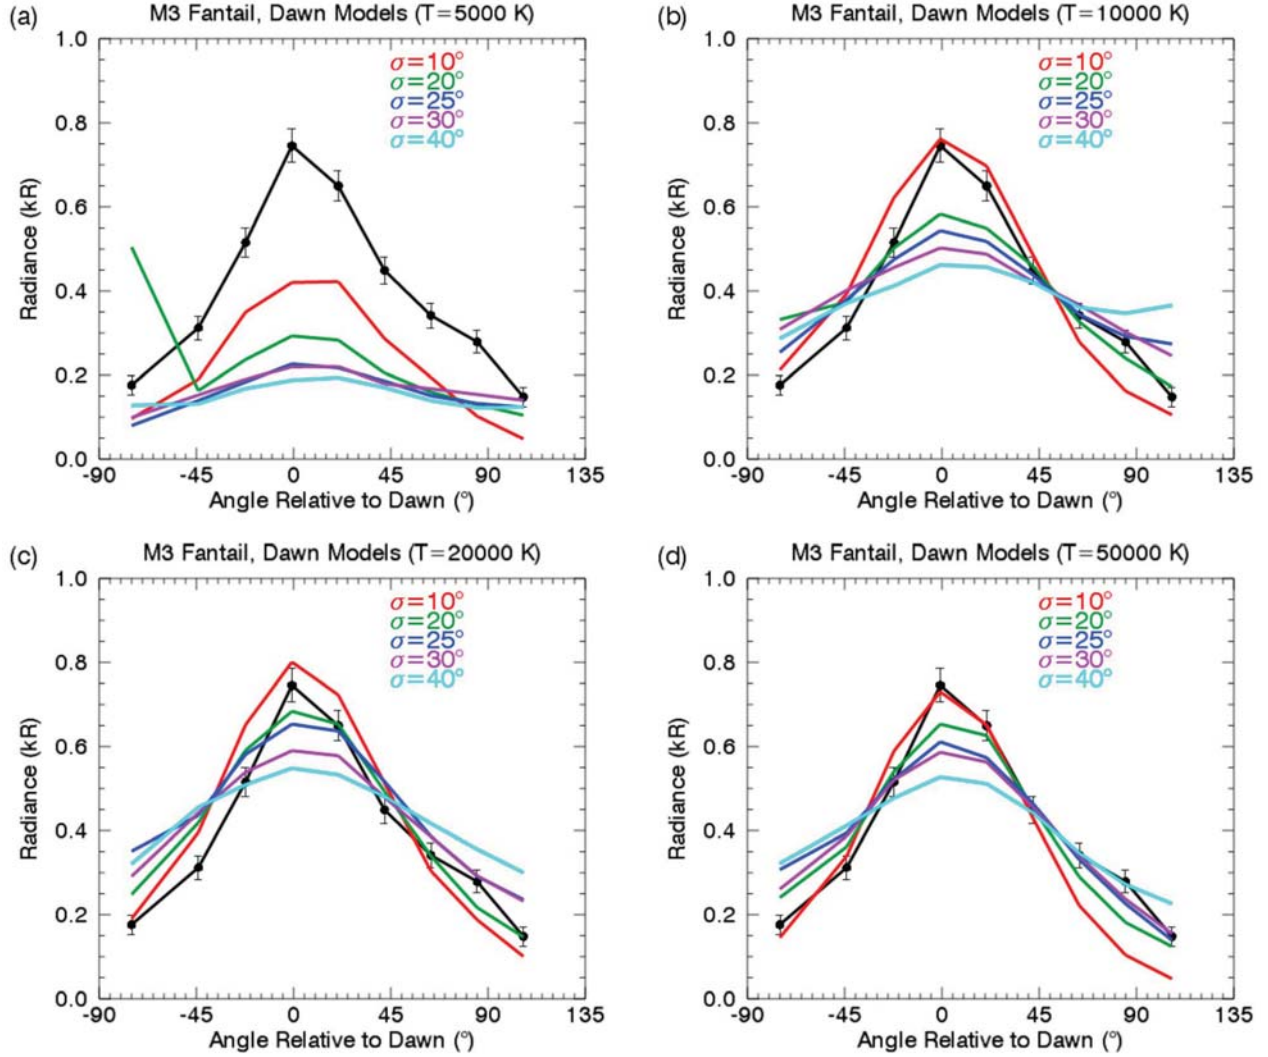 (a) M3 Fantail, Dawn Models (T=5000 K)
1.0
0.8
0.6
0.4
0.2
0.0
Radiance (kR)
σ=10°
σ=20°
σ=25°
σ=30°
σ=40°
-90 -45 0 45 90 135
Angle Relative to Dawn (°)
(b) M3 Fantail, Dawn Models (T=10000 K)
1.0
0.8
0.6
0.4
0.2
0.0
Radiance (kR)
σ=10°
σ=20°
σ=25°
σ=30°
σ=40°
-90 -45 0 45 90 135
Angle Relative to Dawn (°)
(c) M3 Fantail, Dawn Models (T=20000 K)
1.0
0.8
0.6
0.4
0.2
0.0
Radiance (kR)
σ=10°
σ=20°
σ=25°
σ=30°
σ=40°
-90 -45 0 45 90 135
Angle Relative to Dawn (°)
(d) M3 Fantail, Dawn Models (T=50000 K)
1.0
0.8
0.6
0.4
0.2
0.0
Radiance (kR)
σ=10°
σ=20°
σ=25°
σ=30°
σ=40°
-90 -45 0 45 90 135
Angle Relative to Dawn (°)